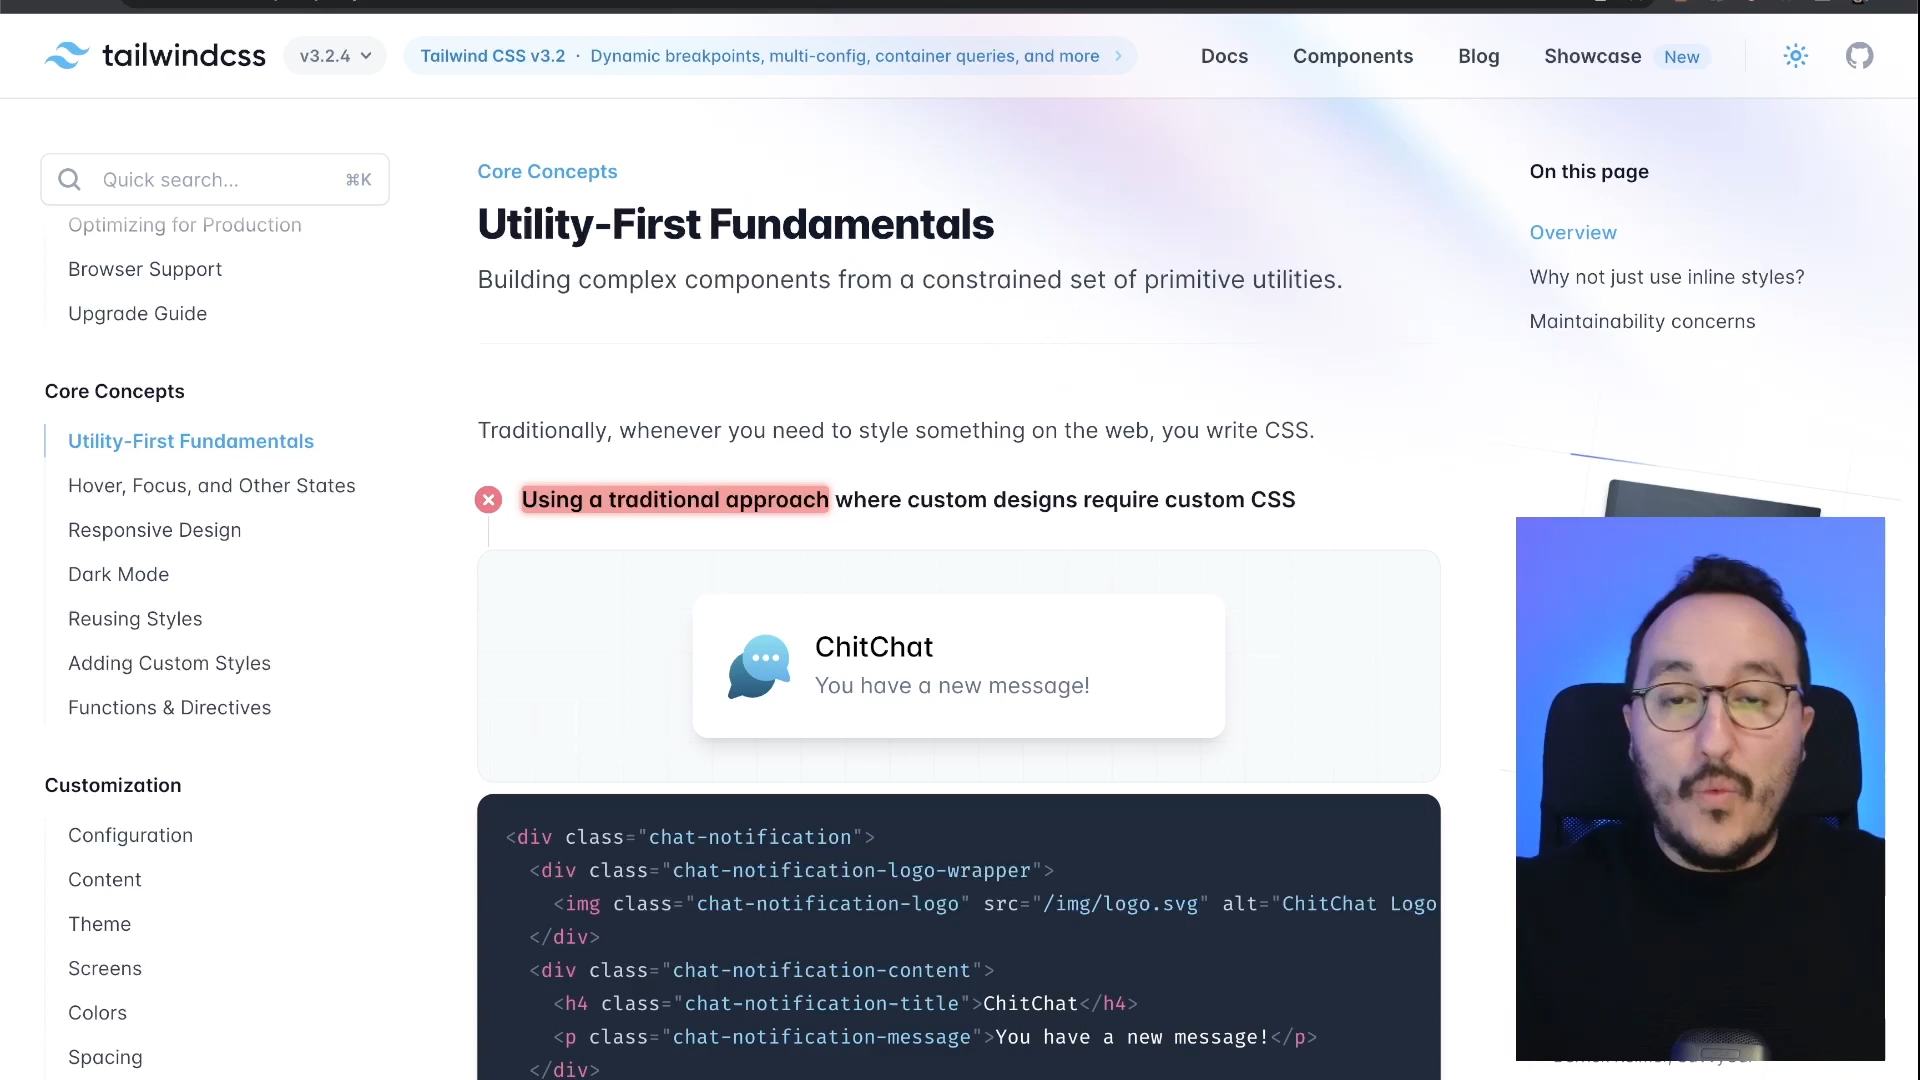 tailwindcss
v3.2.4
Tailwind CSS v3.2 · Dynamic breakpoints, multi-config, container queries, and more
Docs
Components
Blog
Showcase New
Quick search...
⌘K
Optimizing for Production
Browser Support
Upgrade Guide
Core Concepts
Utility-First Fundamentals
Hover, Focus, and Other States
Responsive Design
Dark Mode
Reusing Styles
Adding Custom Styles
Functions & Directives
Customization
Configuration
Content
Theme
Screens
Colors
Spacing
Core Concepts
Utility-First Fundamentals
Building complex components from a constrained set of primitive utilities.
Traditionally, whenever you need to style something on the web, you write CSS.
Using a traditional approach where custom designs require custom CSS
ChitChat
You have a new message!
<div class="chat-notification">
<div class="chat-notification-logo-wrapper">
<img class="chat-notification-logo" src="/img/logo.svg" alt="ChitChat Logo
</div>
<div class="chat-notification-content">
<h4 class="chat-notification-title">ChitChat</h4>
<p class="chat-notification-message">You have a new message!</p>
</div>
On this page
Overview
Why not just use inline styles?
Maintainability concerns